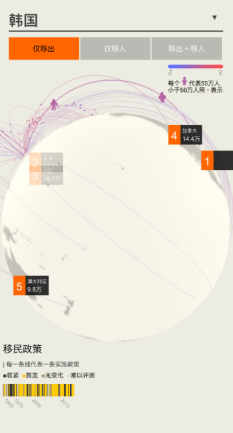 韩国
仅移出 仅移入 移出+移入
每个 代表50万人
小于50万人用·表示
4 加拿大
14.4万
1
2
3
5 澳大利亚
9.8万
移民政策
| 每一条线代表一条实施政策
■收紧 ■放宽 ■无变化 ■难以评测